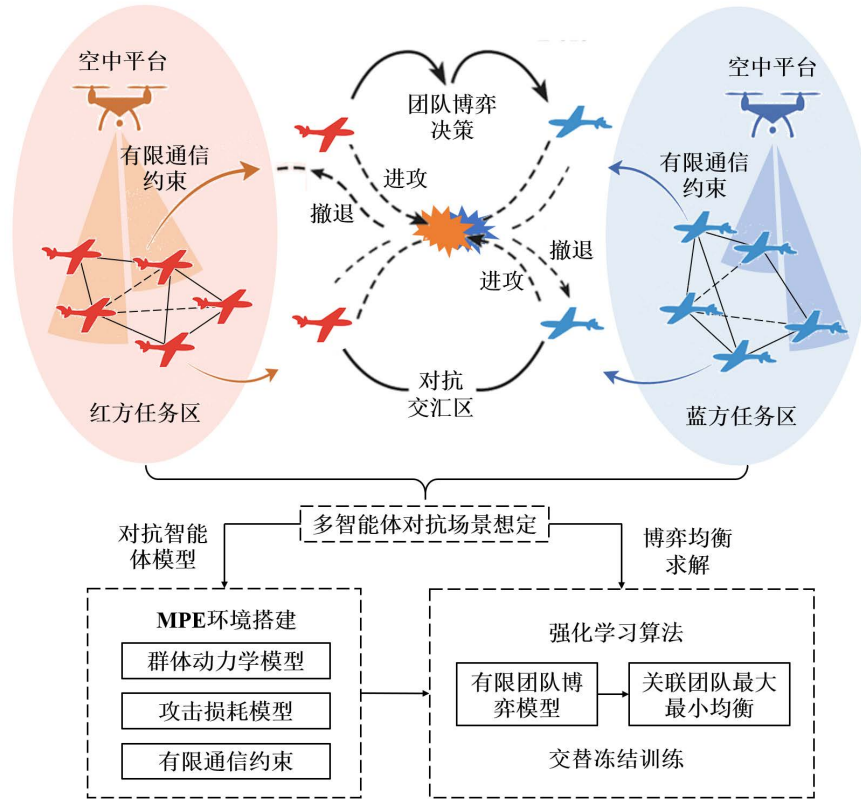 空中平台
有限通信
约束
红方任务区
团队博弈
决策
进攻
撤退
撤退
进攻
对抗
交汇区
空中平台
有限通信
约束
蓝方任务区
多智能体对抗场景想定
对抗智能
体模型
博弈均衡
求解
MPE环境搭建
群体动力学模型
攻击损耗模型
有限通信约束
强化学习算法
有限团队博
弈模型
关联团队最大
最小均衡
交替冻结训练